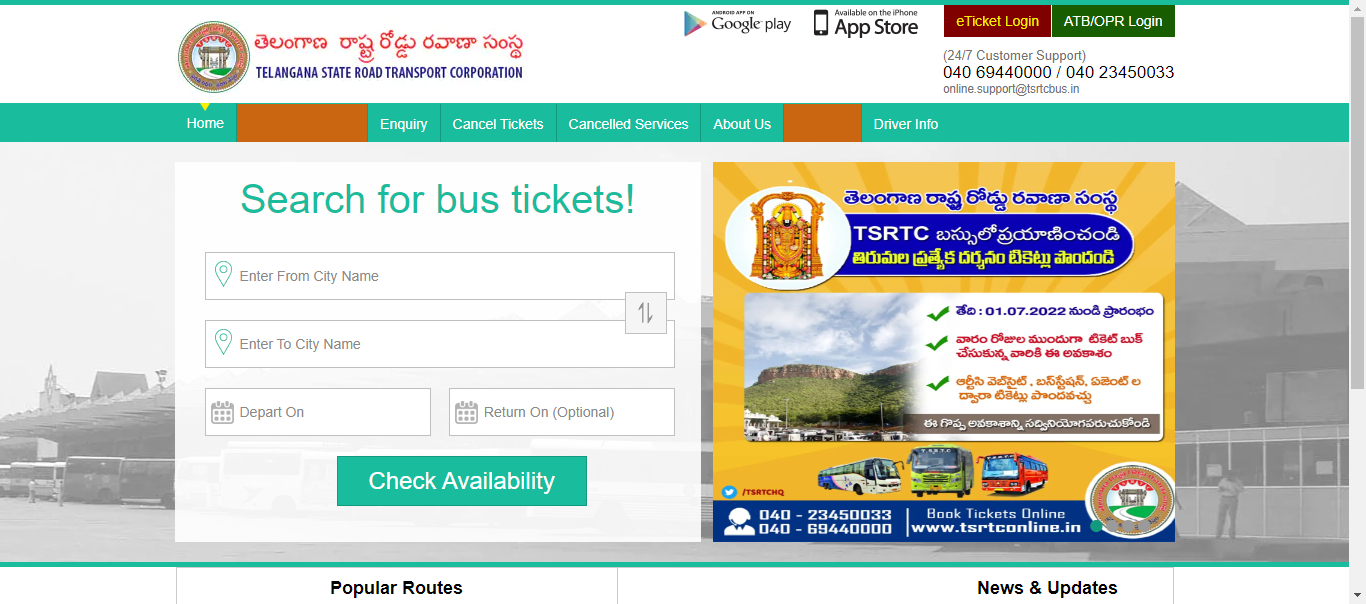 తెలంగాణ రాష్ట్ర రోడ్డు రవాణా సంస్థ
TELANGANA STATE ROAD TRANSPORT CORPORATION
ANDROID APP ON
Google play
Available on the iPhone
App Store
eTicket Login
ATB/OPR Login
(24/7 Customer Support)
040 69440000 / 040 23450033
online.support@tsrtcbus.in
Home
Enquiry
Cancel Tickets
Cancelled Services
About Us
Driver Info
Search for bus tickets!
Enter From City Name
Enter To City Name
Depart On
Return On (Optional)
Check Availability
తెలంగాణ రాష్ట్ర రోడ్డు రవాణా సంస్థ
TSRTC బస్సులో ప్రయాణించండి
తిరుమల ప్రత్యేక దర్శనం టికెట్లు పొందండి
తేది : 01.07.2022 నుండి ప్రారంభం
వారం రోజుల ముందుగా టికెట్ బుక్
చేసుకున్న వారికి ఈ అవకాశం
ఆర్టీసి వెబ్‌సైట్ , బస్‌స్టేషన్, ఏజెంట్ ల
ద్వారా టికెట్లు పొందవచ్చు
ఈ గొప్ప అవకాశాన్ని సద్వినియోగపరుచుకోండి
TSRTC
/TSRTCHQ
040 - 23450033
040 - 69440000
Book Tickets Online
www.tsrtconline.in
Popular Routes
News & Updates